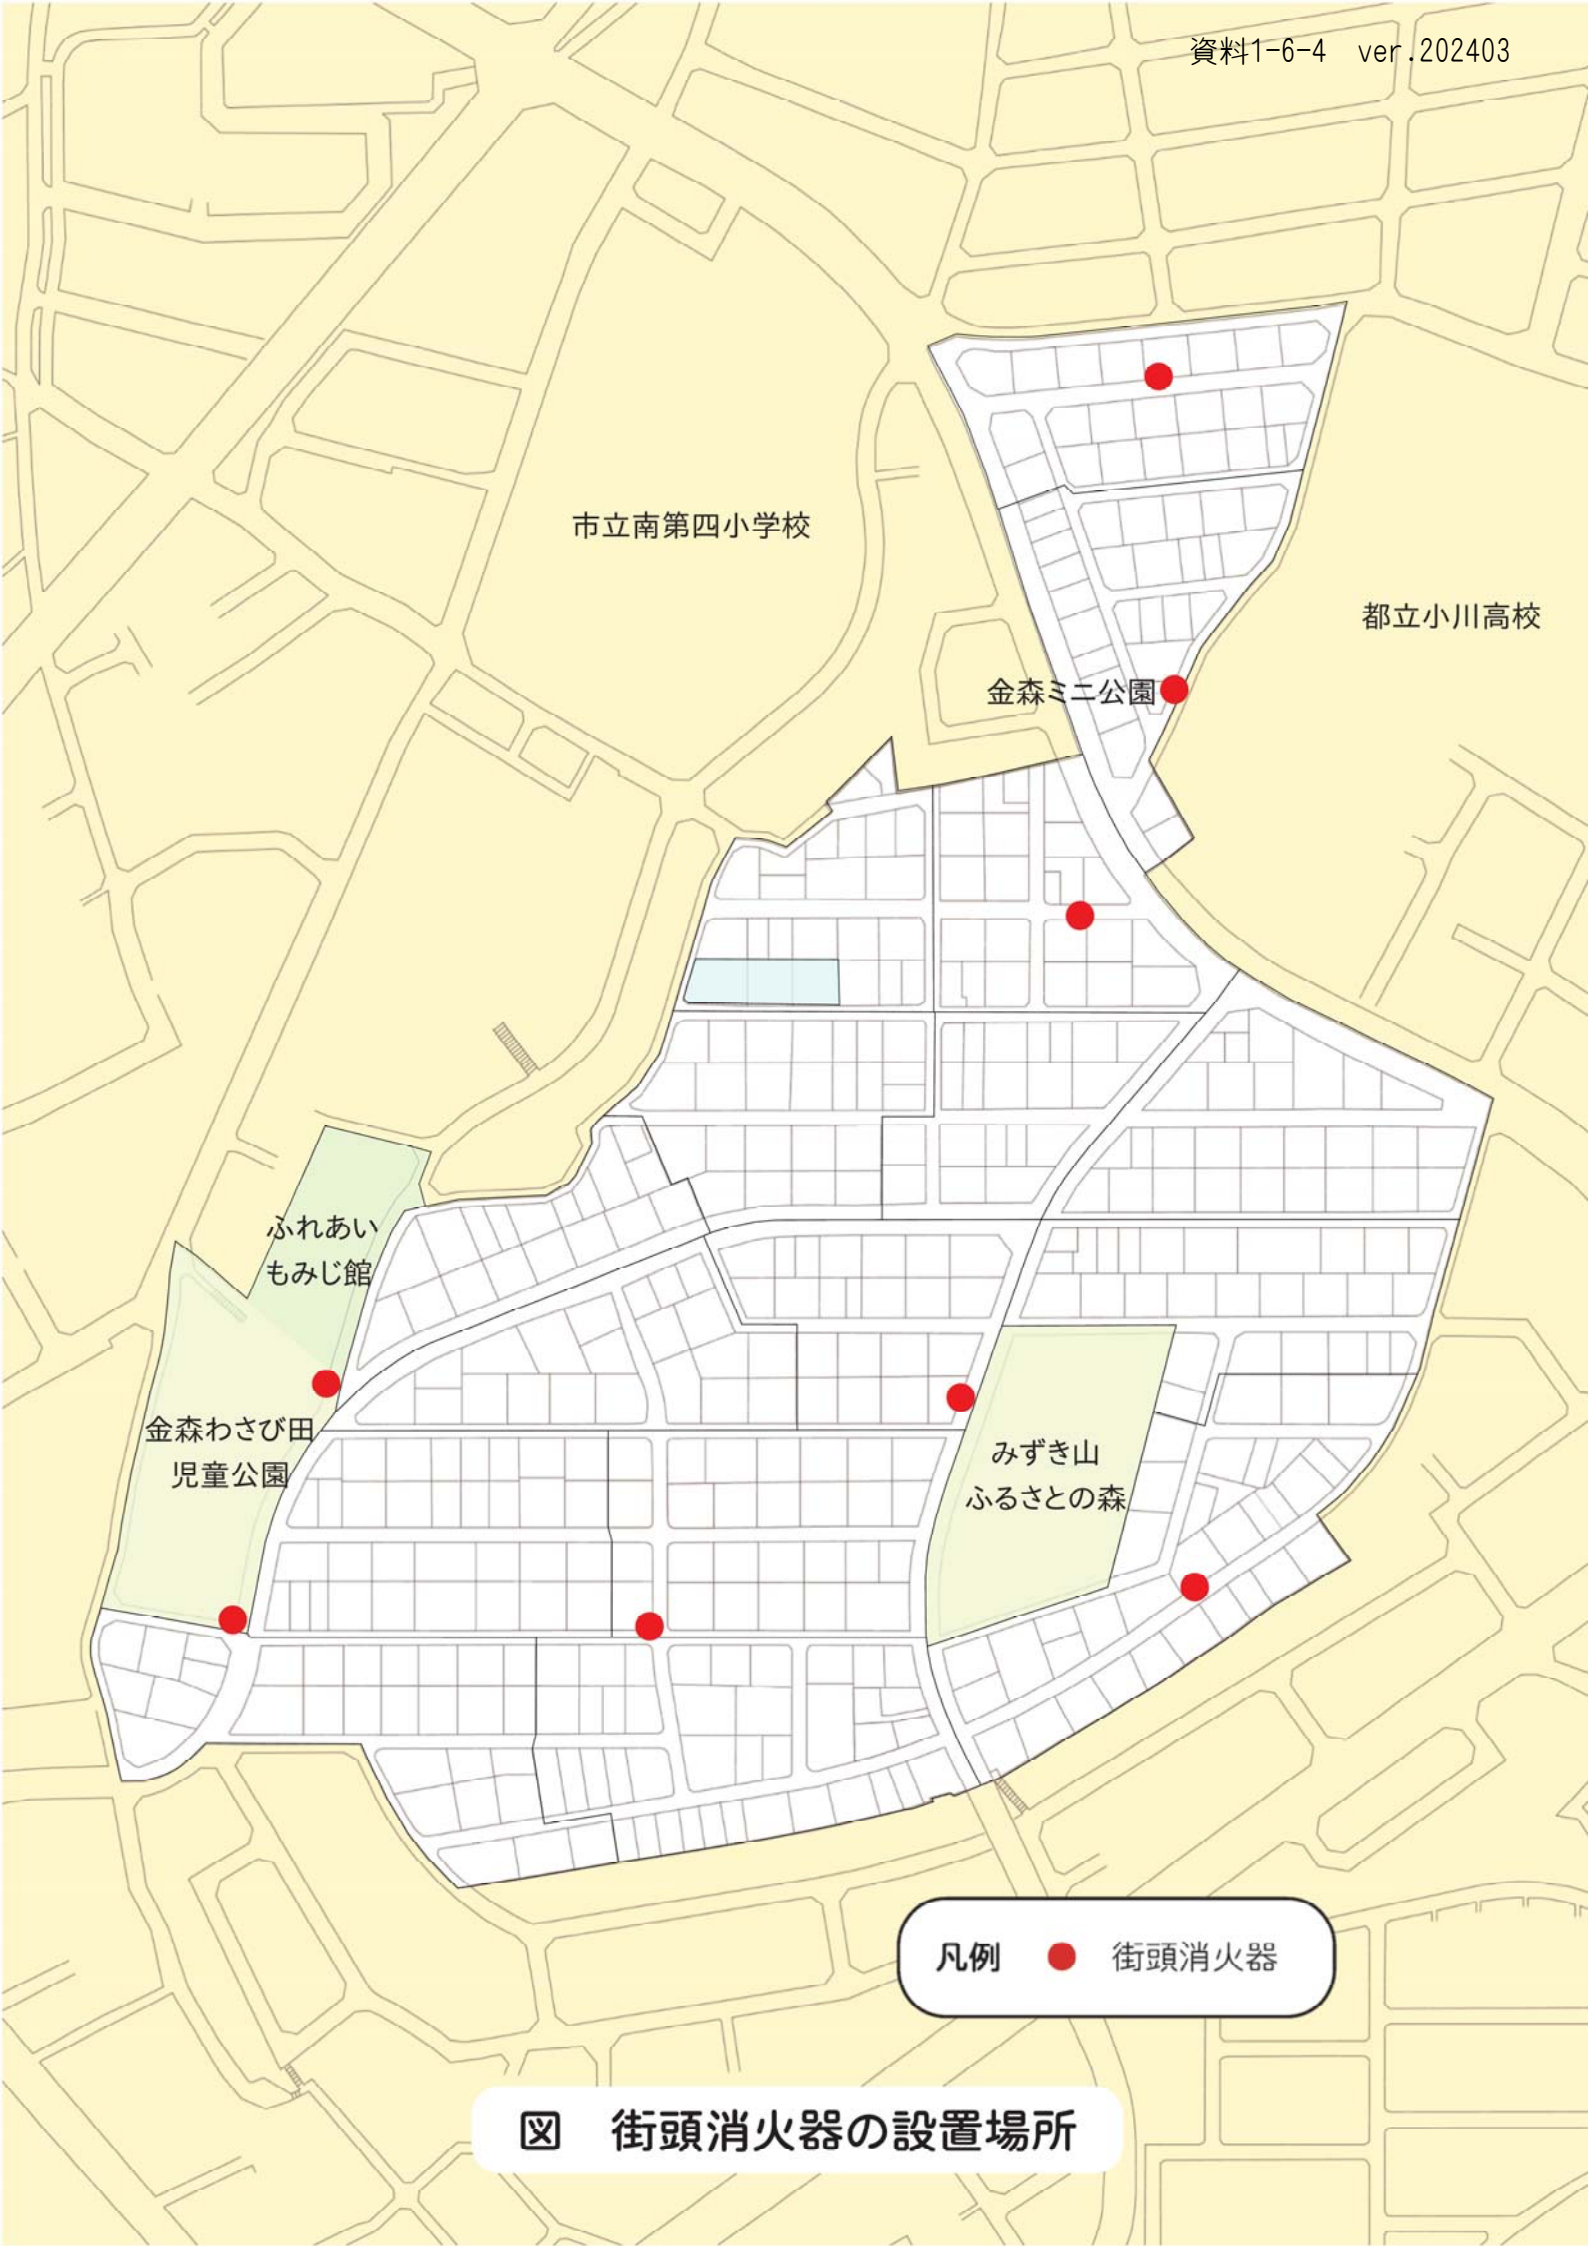 資料1-6-4　ver.202403
市立南第四小学校
都立小川高校
金森ミニ公園
ふれあい
もみじ館
金森わさび田
児童公園
みずき山
ふるさとの森
凡例　街頭消火器
図　街頭消火器の設置場所